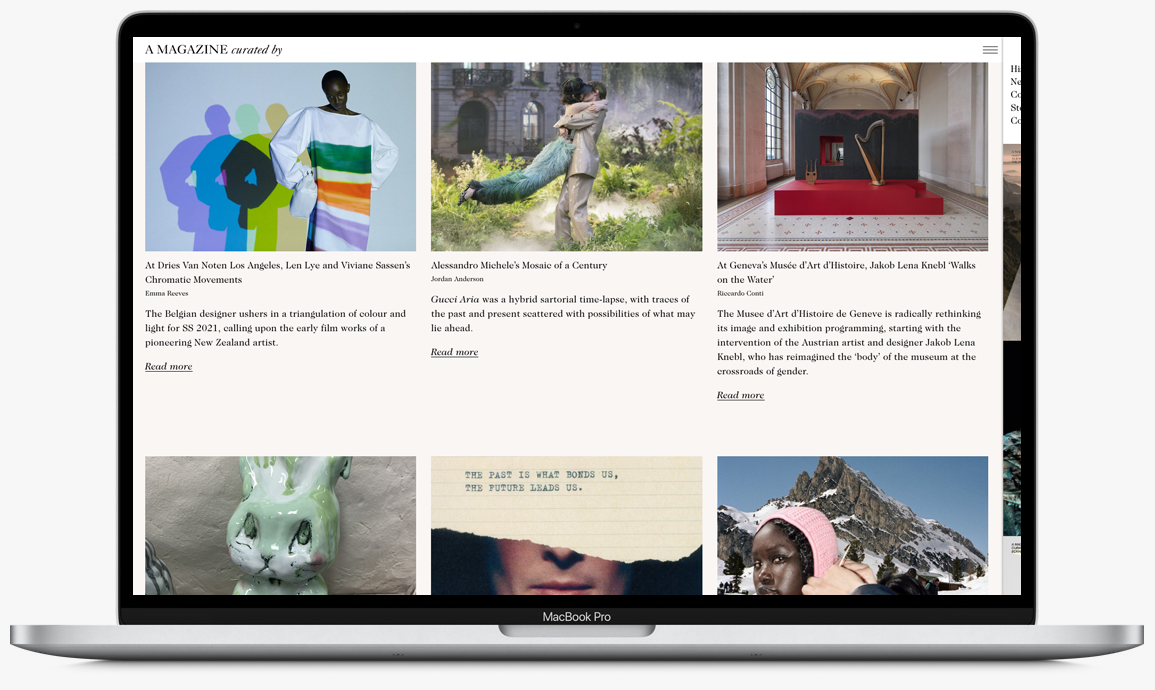 A MAGAZINE curated by
At Dries Van Noten Los Angeles, Len Lye and Viviane Sassen's
Chromatic Movements
Emma Reeves
The Belgian designer ushers in a triangulation of colour and
light for SS 2021, calling upon the early film works of a
pioneering New Zealand artist.
Read more
Alessandro Michele's Mosaic of a Century
Jordan Anderson
Gucci Aria was a hybrid sartorial time-lapse, with traces of
the past and present scattered with possibilities of what may
lie ahead.
Read more
At Geneva's Musée d'Art d'Histoire, Jakob Lena Knebl 'Walks
on the Water'
Riccardo Conti
The Musee d'Art d'Histoire de Geneve is radically rethinking
its image and exhibition programming, starting with the
intervention of the Austrian artist and designer Jakob Lena
Knebl, who has reimagined the 'body' of the museum at the
crossroads of gender.
Read more
THE PAST IS WHAT BONDS US,
THE FUTURE LEADS US.
MacBook Pro